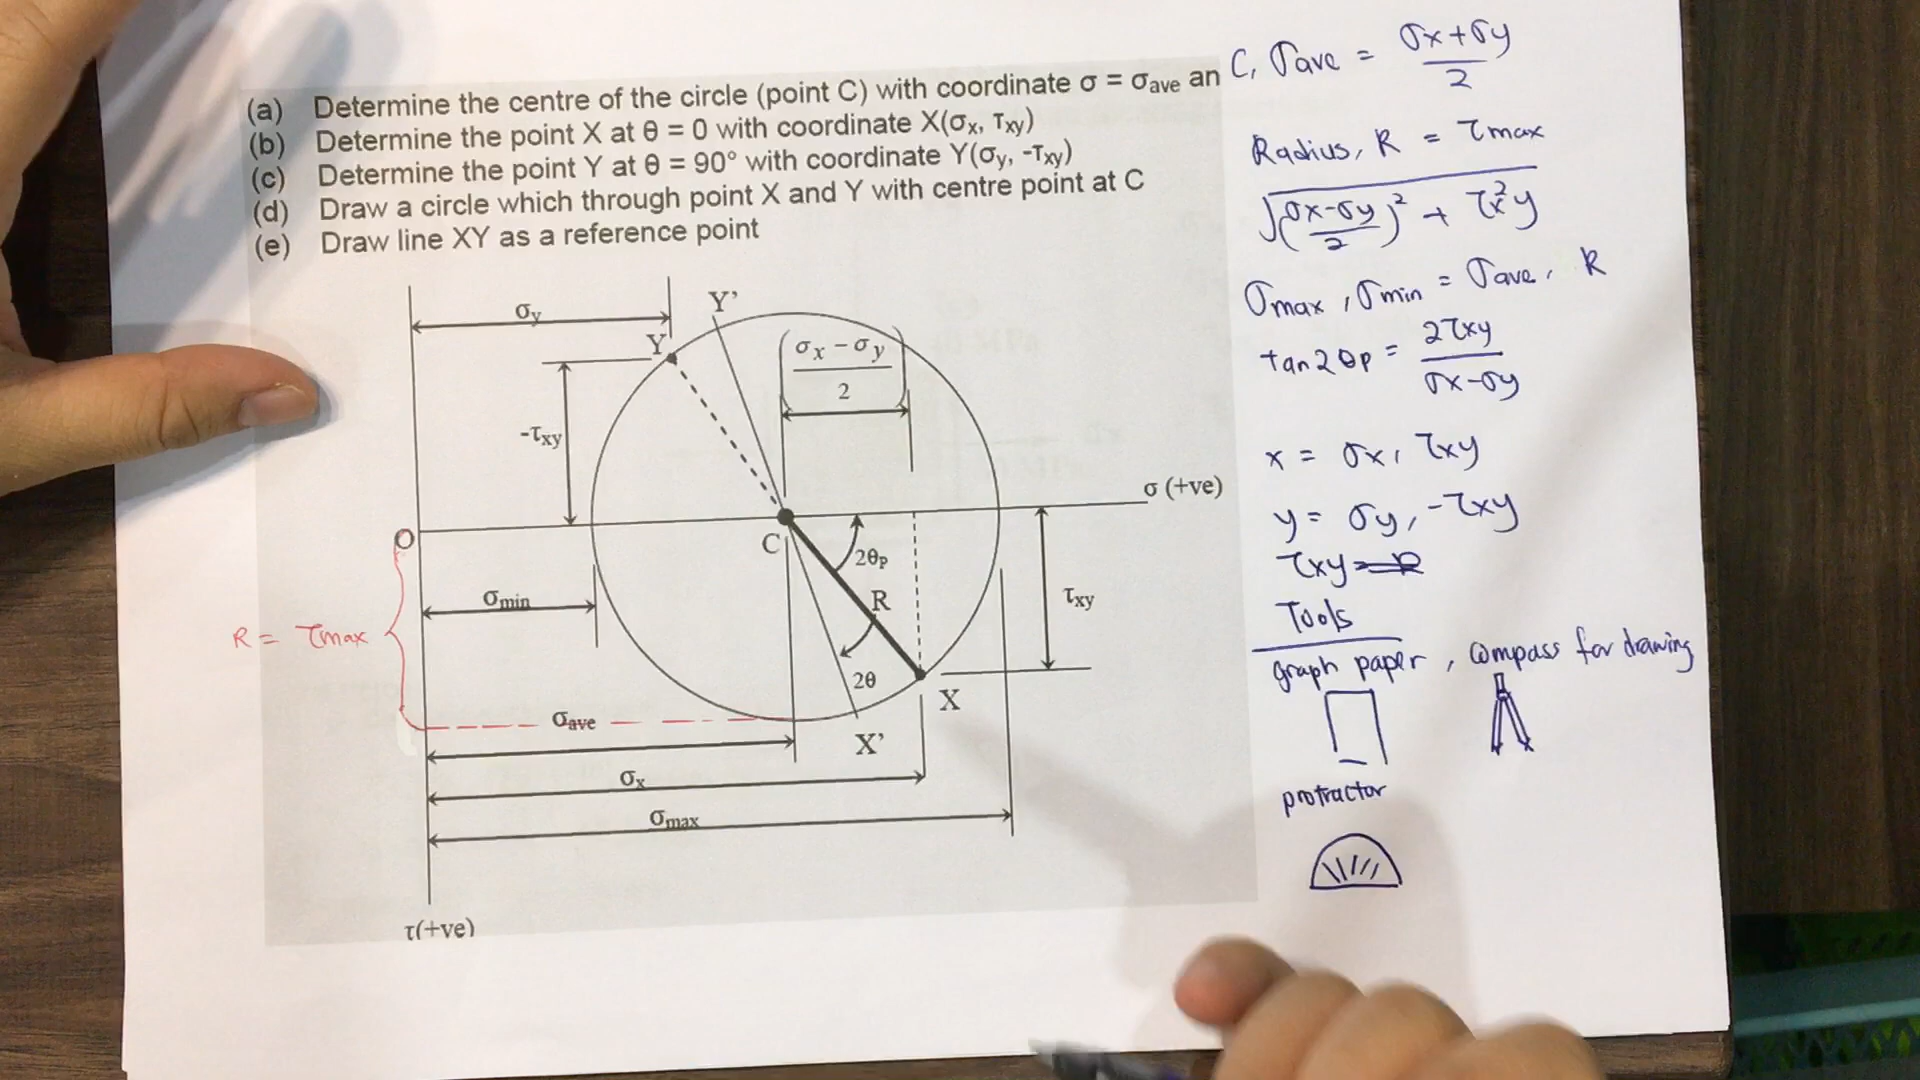 (a) Determine the centre of the circle (point C) with coordinate σ = σave an
(b) Determine the point X at θ = 0 with coordinate X(σx, τxy)
(c) Determine the point Y at θ = 90° with coordinate Y(σy, -τxy)
(d) Draw a circle which through point X and Y with centre point at C
(e) Draw line XY as a reference point
σy
Y'
Y
(σx − σy / 2)
-τxy
σ (+ve)
O
C
2θp
σmin
R
τxy
R = τmax
2θ
X
σave
X'
σx
σmax
τ(+ve)
C, σave = σx+σy / 2
Radius, R = τmax
√(σx-σy / 2)² + τx²y
σmax, σmin = σave, R
tan2θp = 2τxy / σx-σy
x = σx, τxy
y = σy, -τxy
τxy=R
Tools
graph paper, compass for drawing
protractor